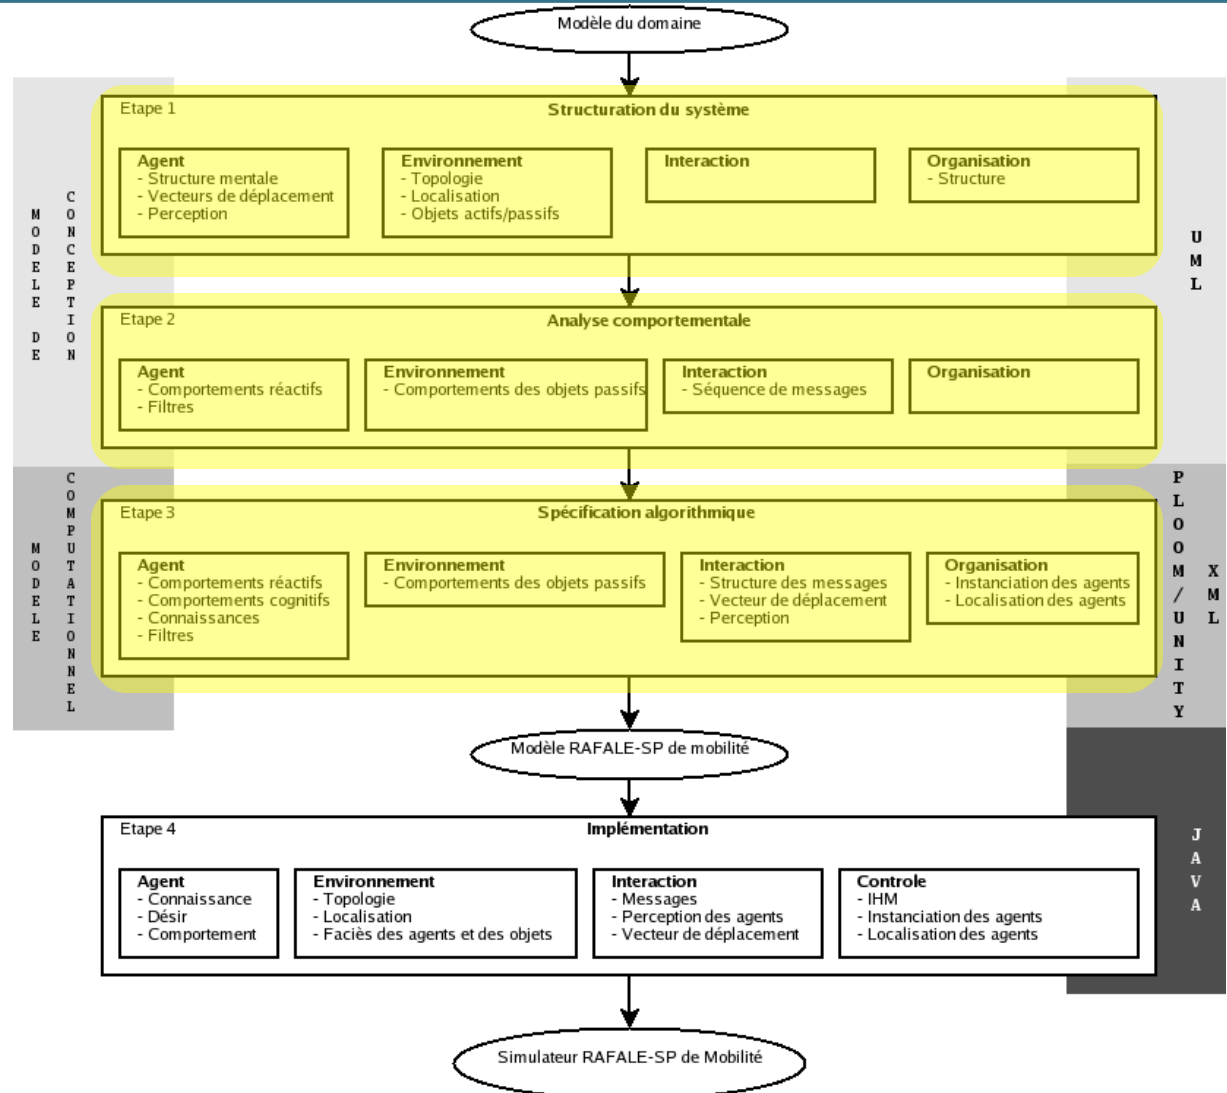 Modèle du domaine
Etape 1
Structuration du système
Agent
- Structure mentale
- Vecteurs de déplacement
- Perception
Environnement
- Topologie
- Localisation
- Objets actifs/passifs
Interaction
Organisation
- Structure
MODELE DE
CONCEPTION
UML
Etape 2
Analyse comportementale
Agent
- Comportements réactifs
- Filtres
Environnement
- Comportements des objets passifs
Interaction
- Séquence de messages
Organisation
Etape 3
Spécification algorithmique
Agent
- Comportements réactifs
- Comportements cognitifs
- Connaissances
- Filtres
Environnement
- Comportements des objets passifs
Interaction
- Structure des messages
- Vecteur de déplacement
- Perception
Organisation
- Instanciation des agents
- Localisation des agents
MODELE
COMPUTATIONNEL
PLOOM/UNITY
XML
Modèle RAFALE-SP de mobilité
Etape 4
Implémentation
Agent
- Connaissance
- Désir
- Comportement
Environnement
- Topologie
- Localisation
- Faciès des agents et des objets
Interaction
- Messages
- Perception des agents
- Vecteur de déplacement
Controle
- IHM
- Instanciation des agents
- Localisation des agents
JAVA
Simulateur RAFALE-SP de Mobilité